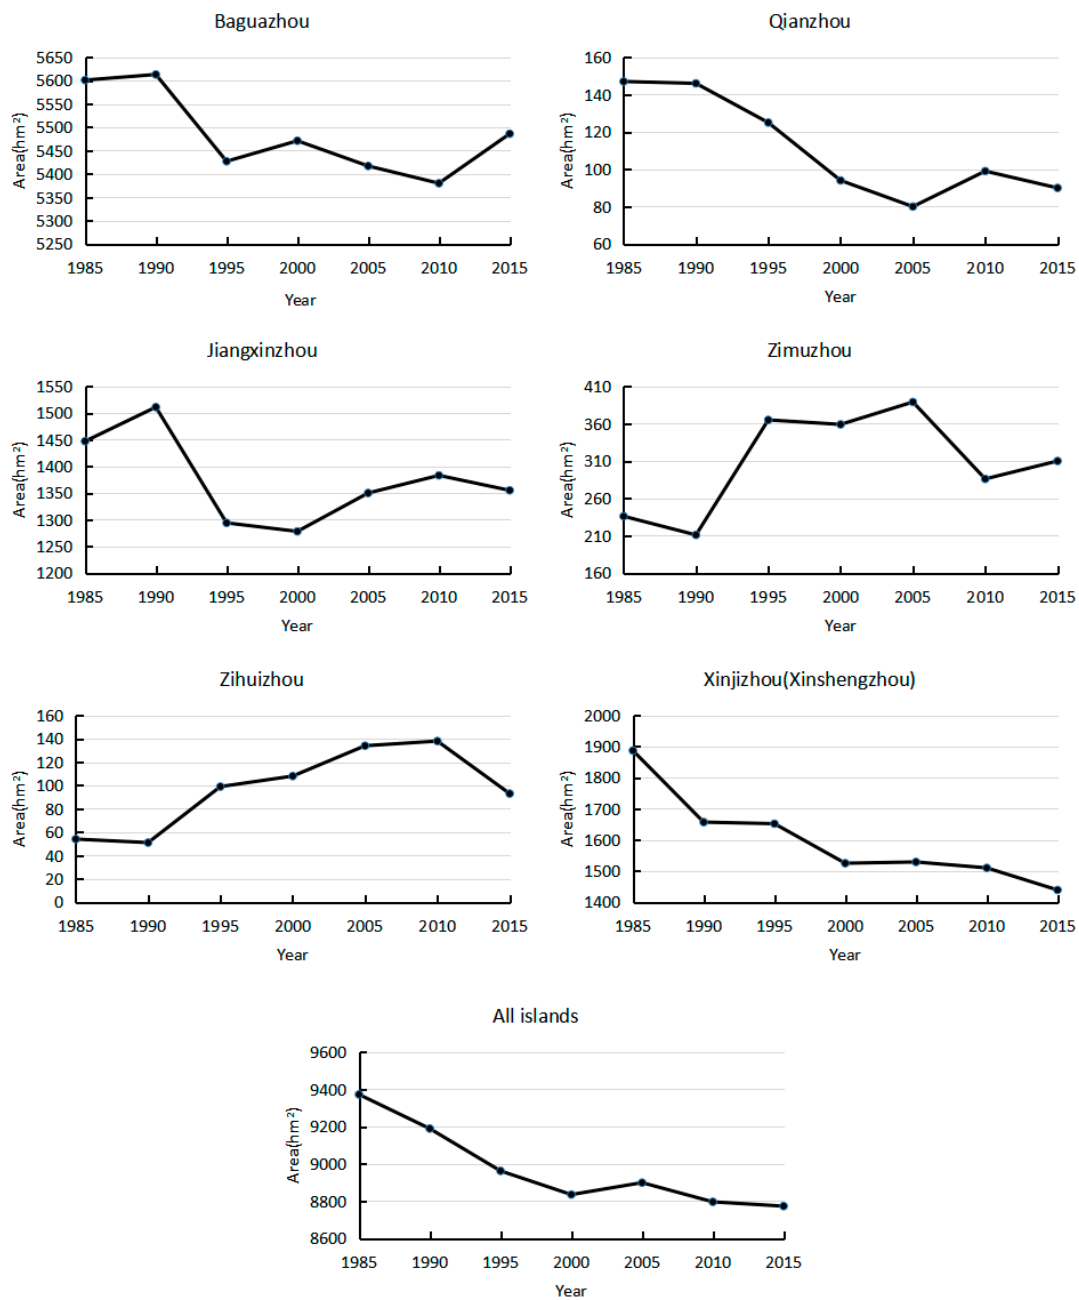 Baguazhou
Area(hm²)
5650
5600
5550
5500
5450
5400
5350
5300
5250
1985 1990 1995 2000 2005 2010 2015
Year
Qianzhou
Area(hm²)
160
140
120
100
80
60
1985 1990 1995 2000 2005 2010 2015
Year
Jiangxinzhou
Area(hm²)
1550
1500
1450
1400
1350
1300
1250
1200
1985 1990 1995 2000 2005 2010 2015
Year
Zimuzhou
Area(hm²)
410
360
310
260
210
160
1985 1990 1995 2000 2005 2010 2015
Year
Zihuizhou
Area(hm²)
160
140
120
100
80
60
40
20
0
1985 1990 1995 2000 2005 2010 2015
Year
Xinjizhou(Xinshengzhou)
Area(hm²)
2000
1900
1800
1700
1600
1500
1400
1985 1990 1995 2000 2005 2010 2015
Year
All islands
Area(hm²)
9600
9400
9200
9000
8800
8600
1985 1990 1995 2000 2005 2010 2015
Year